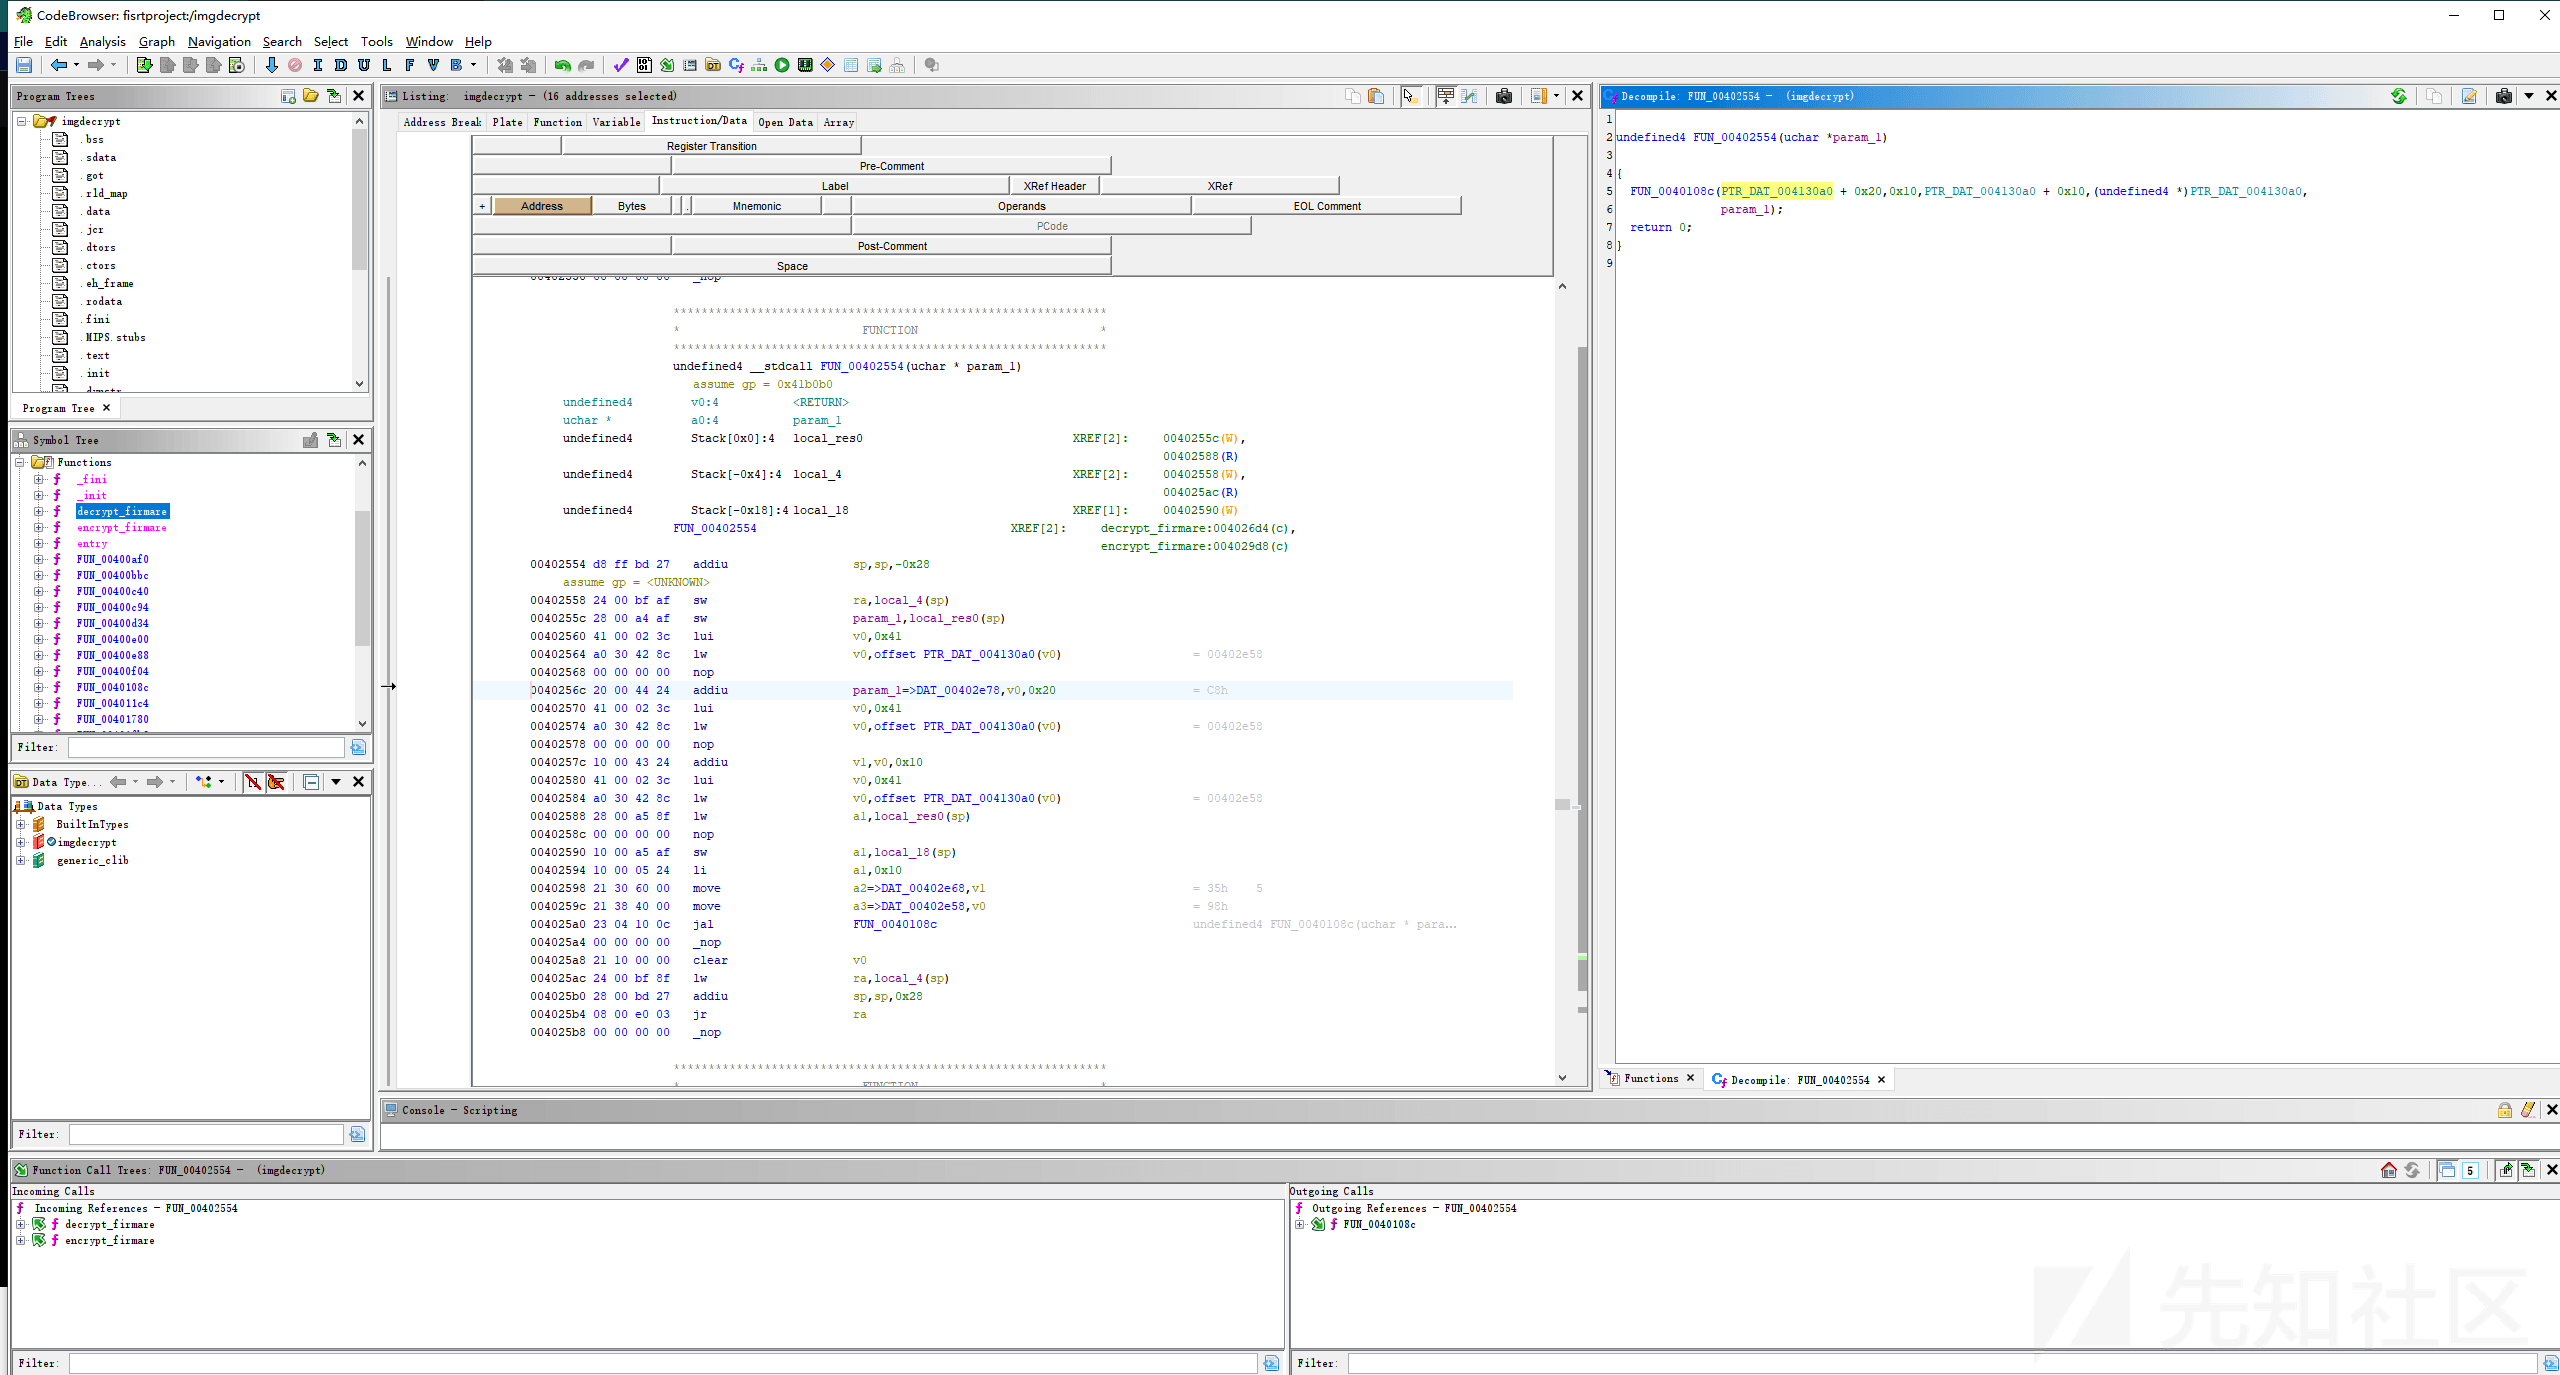 CodeBrowser: fisrtproject:/imgdecrypt
File Edit Analysis Graph Navigation Search Select Tools Window Help
I D U L F V B
Program Trees
imgdecrypt
.bss
.sdata
.got
.rld_map
.data
.jcr
.dtors
.ctors
.eh_frame
.rodata
.fini
.MIPS.stubs
.text
.init
.dynstr
Program Tree
Symbol Tree
Functions
_fini
_init
decrypt_firmare
encrypt_firmare
entry
FUN_00400af0
FUN_00400bbc
FUN_00400c40
FUN_00400c94
FUN_00400d34
FUN_00400e00
FUN_00400e88
FUN_00400f04
FUN_0040108c
FUN_004011c4
FUN_00401780
Filter:
Data Type...
Data Types
BuiltInTypes
imgdecrypt
generic_clib
Filter:
Listing: imgdecrypt - (16 addresses selected)
Address Break Plate Function Variable Instruction/Data Open Data Array
Register Transition
Pre-Comment
Label XRef Header XRef
+ Address Bytes . Mnemonic Operands EOL Comment
PCode
Post-Comment
Space
00402550 00 00 00 00 _nop
**************************************************************
* FUNCTION *
**************************************************************
undefined4 __stdcall FUN_00402554(uchar * param_1)
assume gp = 0x41b0b0
undefined4 v0:4 <RETURN>
uchar * a0:4 param_1
undefined4 Stack[0x0]:4 local_res0 XREF[2]: 0040255c(W),
00402588(R)
undefined4 Stack[-0x4]:4 local_4 XREF[2]: 00402558(W),
004025ac(R)
undefined4 Stack[-0x18]:4 local_18 XREF[1]: 00402590(W)
FUN_00402554 XREF[2]: decrypt_firmare:004026d4(c),
encrypt_firmare:004029d8(c)
00402554 d8 ff bd 27 addiu sp,sp,-0x28
assume gp = <UNKNOWN>
00402558 24 00 bf af sw ra,local_4(sp)
0040255c 28 00 a4 af sw param_1,local_res0(sp)
00402560 41 00 02 3c lui v0,0x41
00402564 a0 30 42 8c lw v0,offset PTR_DAT_004130a0(v0) = 00402e58
00402568 00 00 00 00 nop
0040256c 20 00 44 24 addiu param_1=>DAT_00402e78,v0,0x20 = C8h
00402570 41 00 02 3c lui v0,0x41
00402574 a0 30 42 8c lw v0,offset PTR_DAT_004130a0(v0) = 00402e58
00402578 00 00 00 00 nop
0040257c 10 00 43 24 addiu v1,v0,0x10
00402580 41 00 02 3c lui v0,0x41
00402584 a0 30 42 8c lw v0,offset PTR_DAT_004130a0(v0) = 00402e58
00402588 28 00 a5 8f lw a1,local_res0(sp)
0040258c 00 00 00 00 nop
00402590 10 00 a5 af sw a1,local_18(sp)
00402594 10 00 05 24 li a1,0x10
00402598 21 30 60 00 move a2=>DAT_00402e68,v1 = 35h 5
0040259c 21 38 40 00 move a3=>DAT_00402e58,v0 = 98h
004025a0 23 04 10 0c jal FUN_0040108c undefined4 FUN_0040108c(uchar * para...
004025a4 00 00 00 00 _nop
004025a8 21 10 00 00 clear v0
004025ac 24 00 bf 8f lw ra,local_4(sp)
004025b0 28 00 bd 27 addiu sp,sp,0x28
004025b4 08 00 e0 03 jr ra
004025b8 00 00 00 00 _nop
**************************************************************
* FUNCTION *
Decompile: FUN_00402554 - (imgdecrypt)
1
2 undefined4 FUN_00402554(uchar *param_1)
3
4 {
5 FUN_0040108c(PTR_DAT_004130a0 + 0x20,0x10,PTR_DAT_004130a0 + 0x10,(undefined4 *)PTR_DAT_004130a0,
6 param_1);
7 return 0;
8 }
9
Functions Decompile: FUN_00402554
Console - Scripting
Function Call Trees: FUN_00402554 - (imgdecrypt)
5
Incoming Calls
Incoming References - FUN_00402554
decrypt_firmare
encrypt_firmare
Filter:
Outgoing Calls
Outgoing References - FUN_00402554
FUN_0040108c
Filter:
先知社区